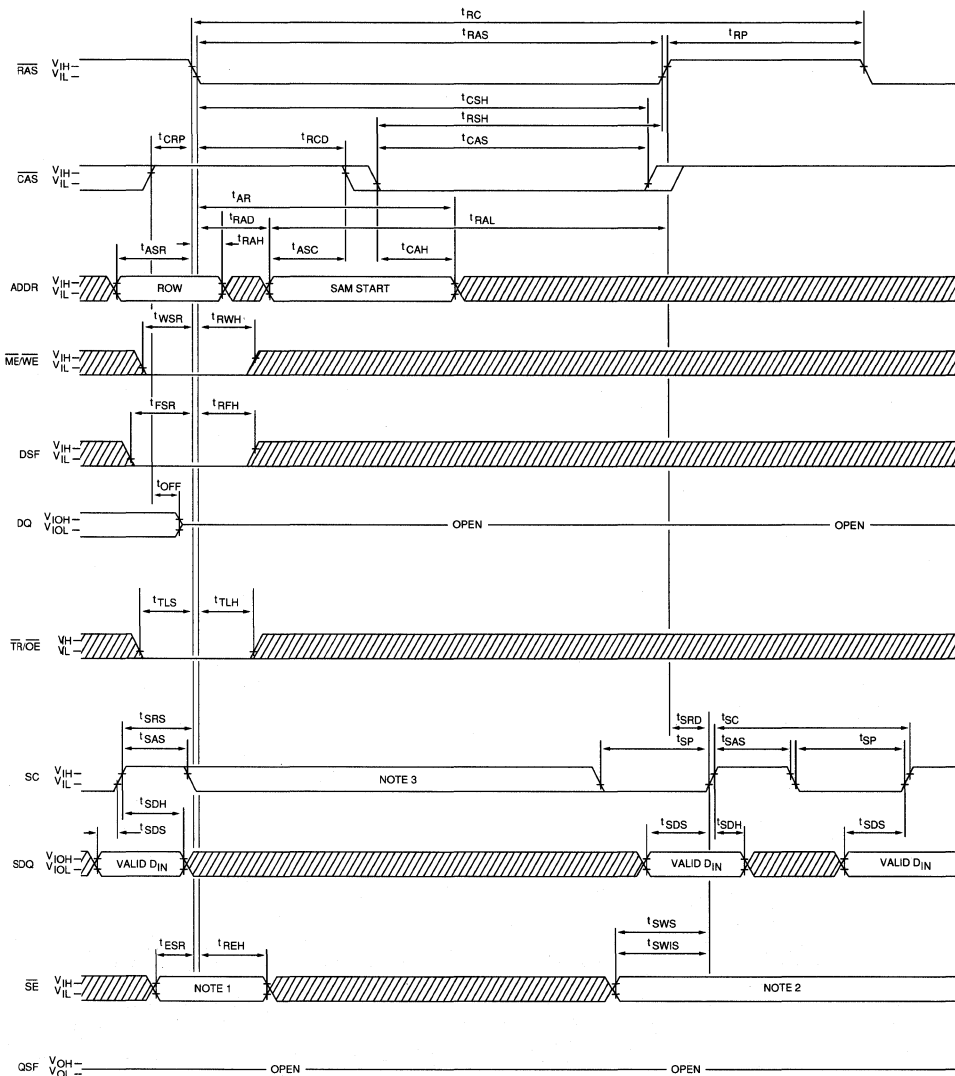 tRC
tRAS
tRP
RAS
VIH
VIL
tCSH
tRSH
tCRP
tRCD
tCAS
CAS
VIH
VIL
tAR
tRAD
tRAL
tASR
tRAH
tASC
tCAH
ADDR
VIH
VIL
ROW
SAM START
tWSR
tRWH
ME/WE
VIH
VIL
tFSR
tRFH
DSF
VIH
VIL
tOFF
DQ
VIOH
VIOL
OPEN
OPEN
tTLS
tTLH
TR/OE
VIH
VIL
tSRS
tSRD
tSC
tSAS
tSP
tSAS
tSP
SC
VIH
VIL
NOTE 3
tSDH
tSDS
tSDS
tSDH
tSDS
SDQ
VIOH
VIOL
VALID DIN
VALID DIN
VALID DIN
tSWS
tESR
tREH
tSWIS
SE
VIH
VIL
NOTE 1
NOTE 2
QSF
VOH
VOL
OPEN
OPEN